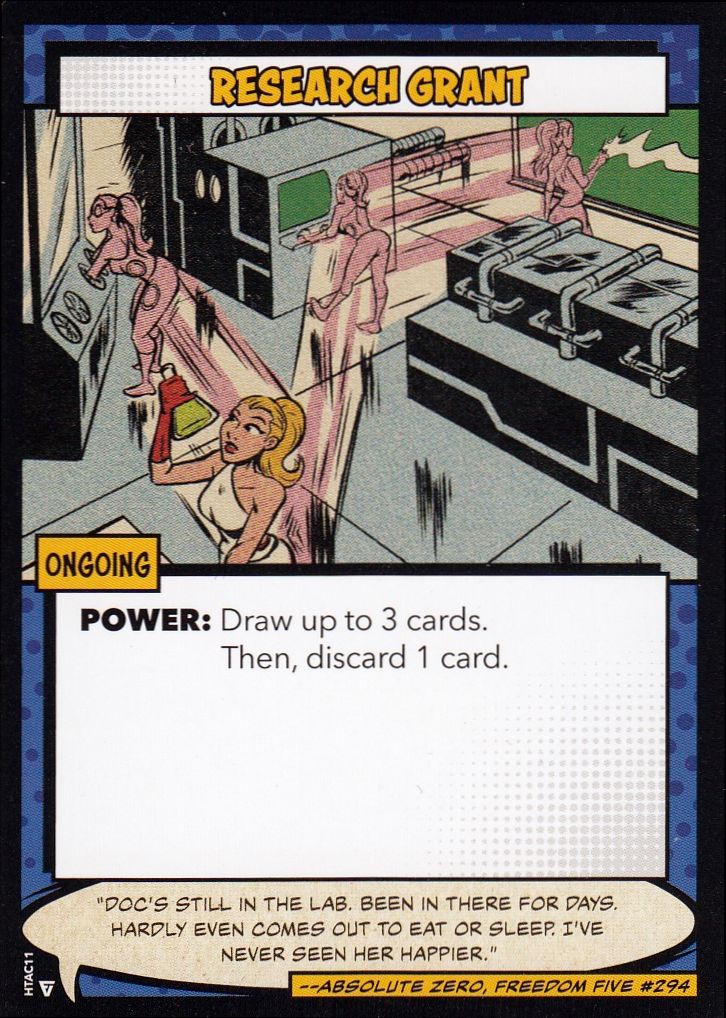 RESEARCH GRANT
ONGOING
POWER: Draw up to 3 cards.
Then, discard 1 card.
"DOC'S STILL IN THE LAB. BEEN IN THERE FOR DAYS.
HARDLY EVEN COMES OUT TO EAT OR SLEEP. I'VE
NEVER SEEN HER HAPPIER."
--ABSOLUTE ZERO, FREEDOM FIVE #294
HTAC11